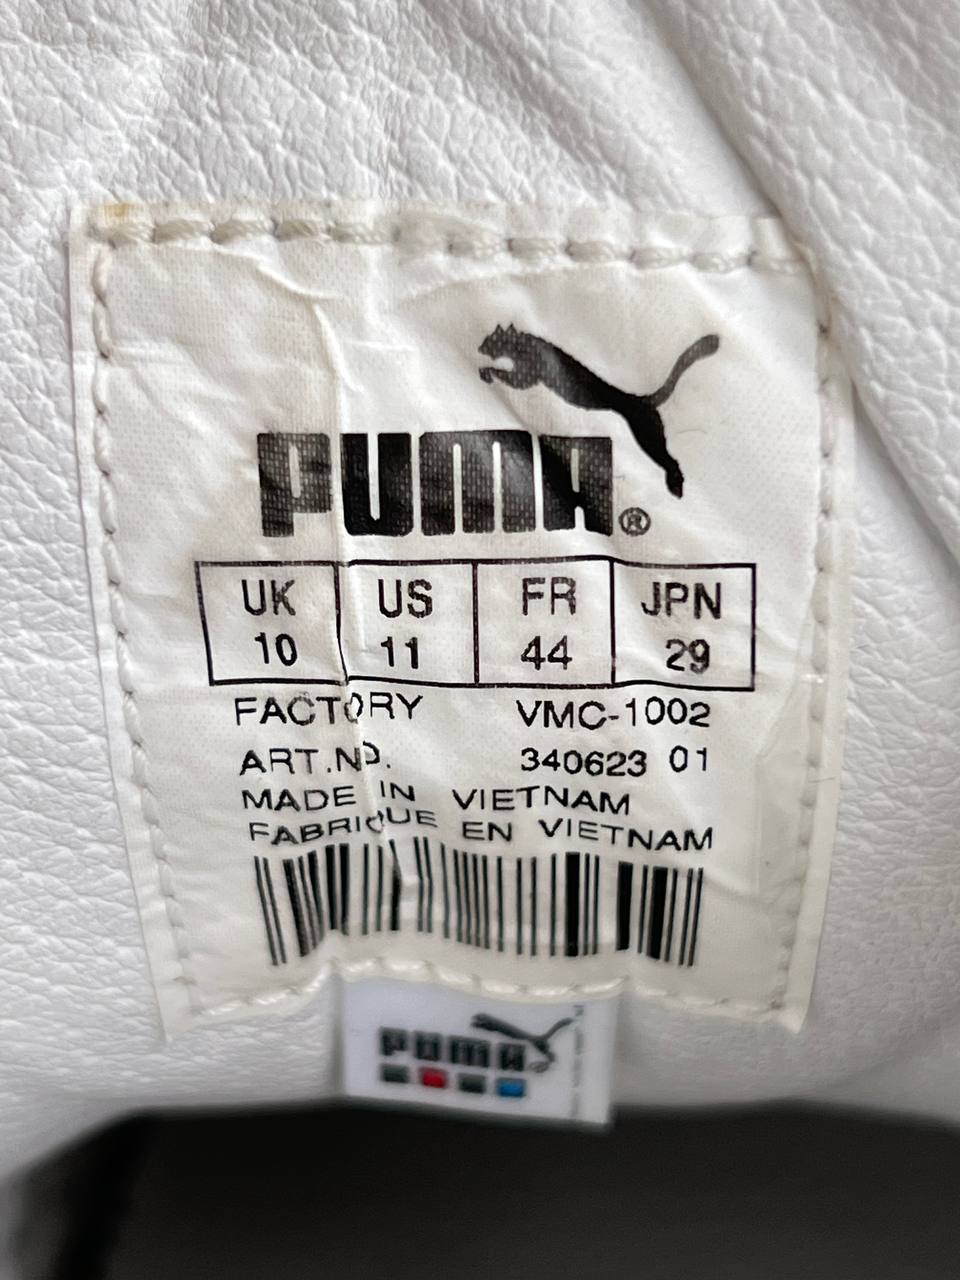 PUMA®
UK US FR JPN
10 11 44 29
FACTORY VMC-1002
ART.NO. 340623 01
MADE IN VIETNAM
FABRIQUE EN VIETNAM
PUMA